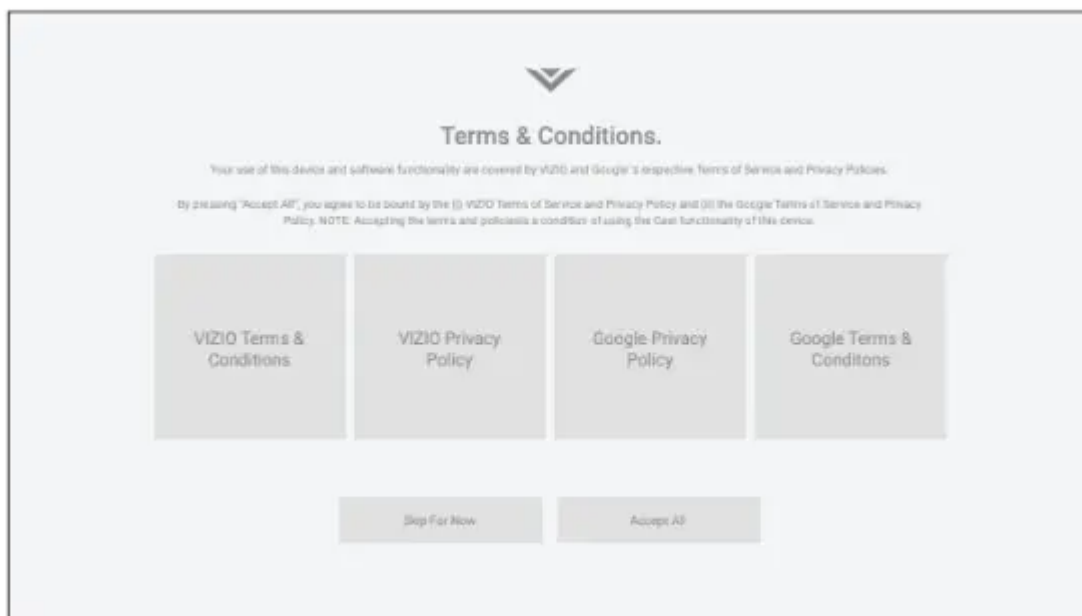 Terms & Conditions.
Your use of this device and software functionality are covered by VIZIO and Google's respective Terms of Service and Privacy Policies.
By pressing "Accept All", you agree to be bound by the (i) VIZIO Terms of Service and Privacy Policy and (ii) the Google Terms of Service and Privacy
Policy. NOTE: Accepting the terms and policiesis a condition of using the Cast functionality of this device.
VIZIO Terms &
Conditions
VIZIO Privacy
Policy
Google Privacy
Policy
Google Terms &
Conditons
Skip For Now
Accept All